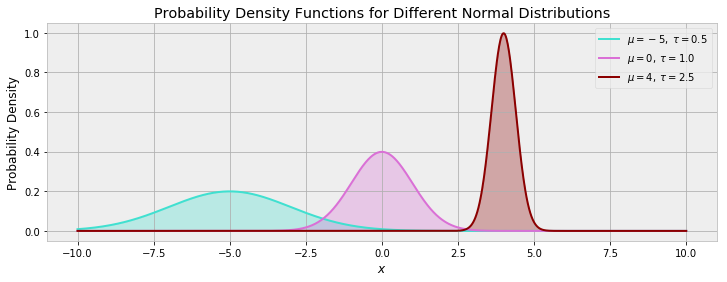 Probability Density Functions for Different Normal Distributions
Probability Density
1.0
0.8
0.6
0.4
0.2
0.0
μ = −5, τ = 0.5
μ = 0, τ = 1.0
μ = 4, τ = 2.5
−10.0 −7.5 −5.0 −2.5 0.0 2.5 5.0 7.5 10.0
x